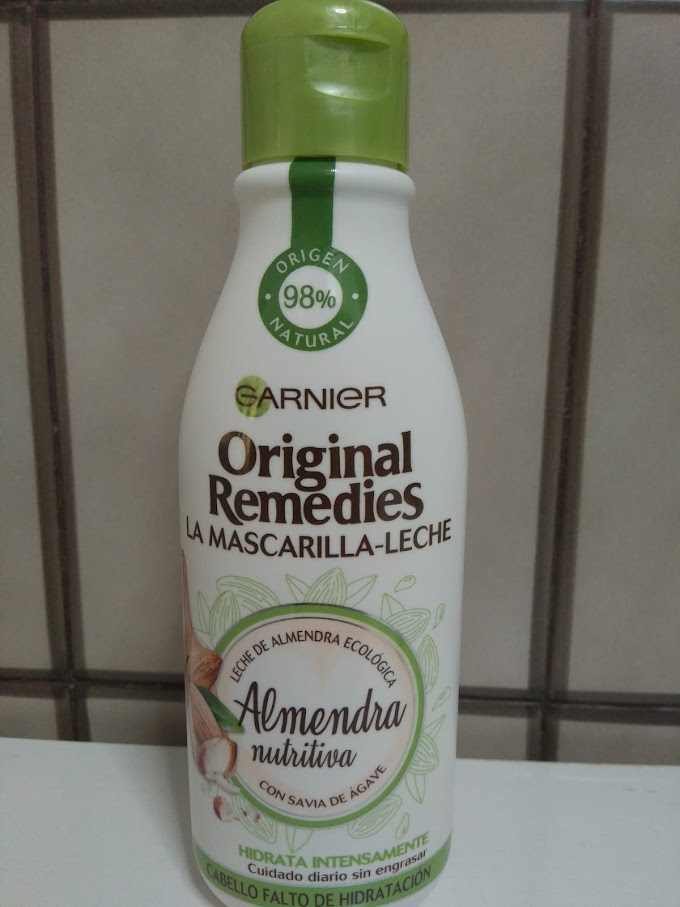 ORIGEN
98%
NATURAL
GARNIER
Original
Remedies
LA MASCARILLA-LECHE
LECHE DE ALMENDRA ECOLÓGICA
Almendra
nutritiva
CON SAVIA DE ÁGAVE
HIDRATA INTENSAMENTE
Cuidado diario sin engrasar
CABELLO FALTO DE HIDRATACIÓN